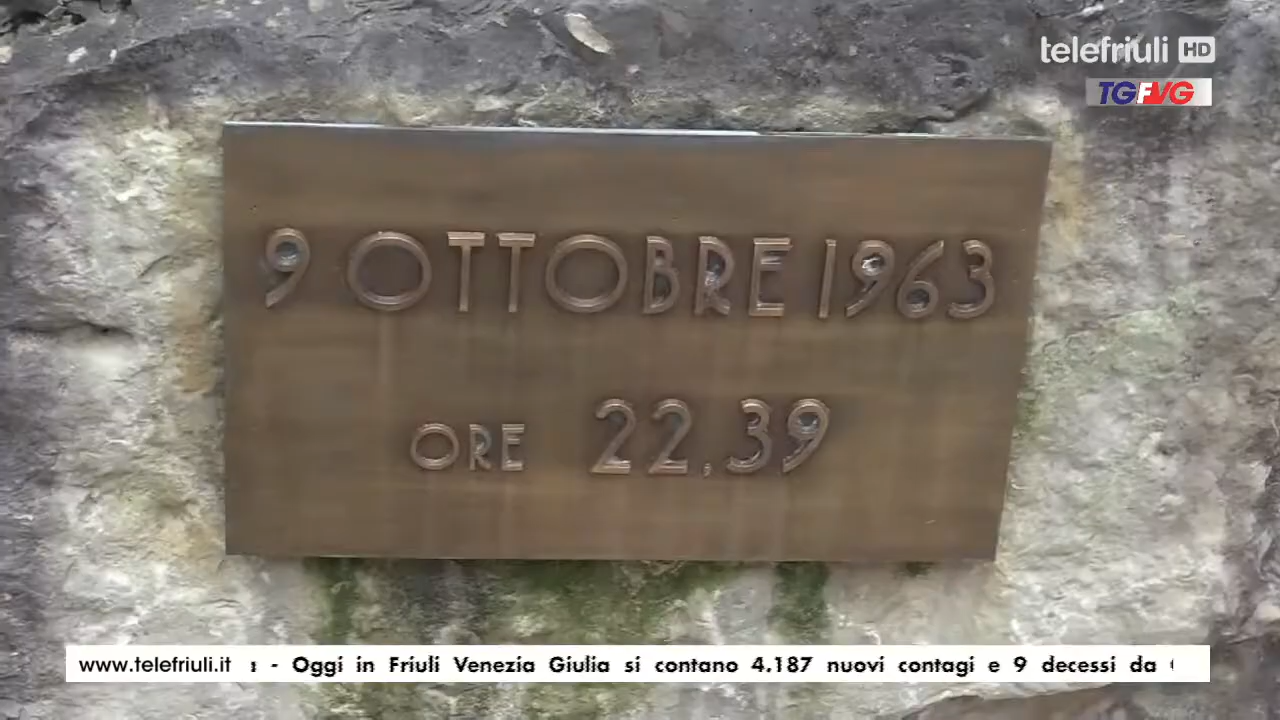 telefriuli HD
TGFVG
9 OTTOBRE 1963
ORE 22,39
www.telefriuli.it - Oggi in Friuli Venezia Giulia si contano 4.187 nuovi contagi e 9 decessi da